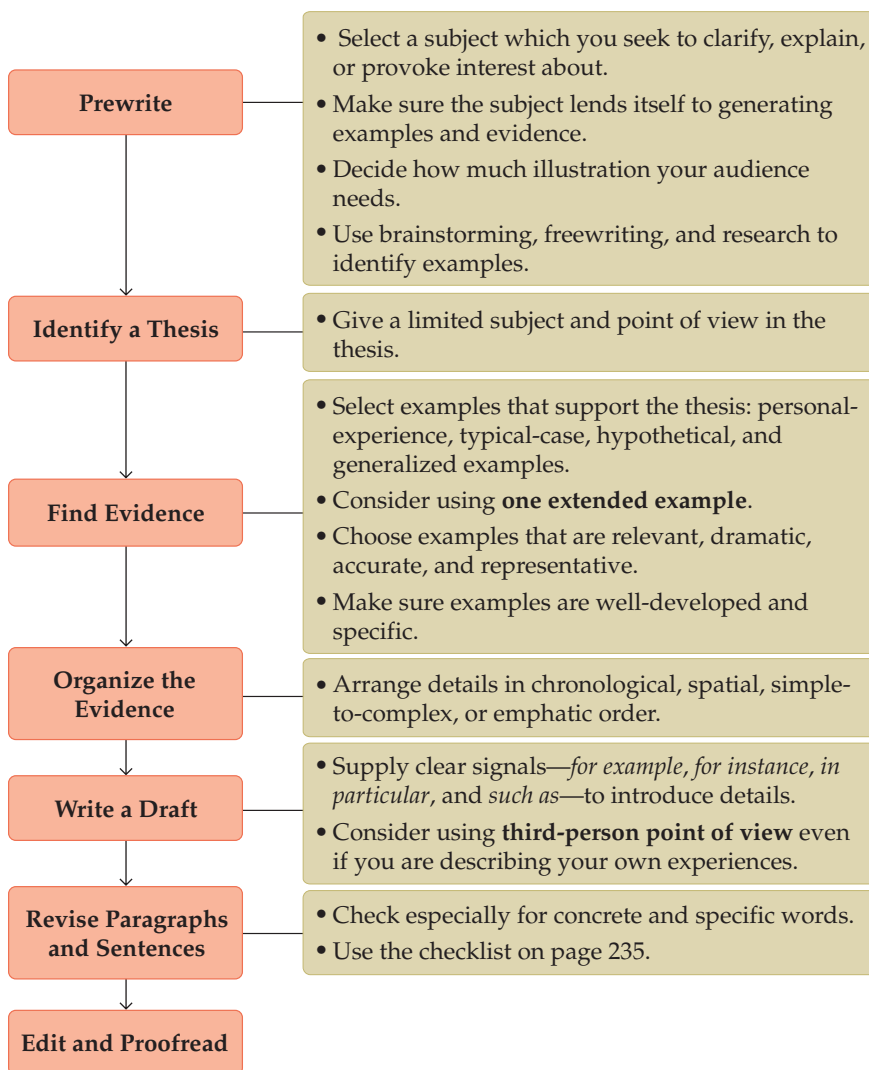 Prewrite
• Select a subject which you seek to clarify, explain,
or provoke interest about.
• Make sure the subject lends itself to generating
examples and evidence.
• Decide how much illustration your audience
needs.
• Use brainstorming, freewriting, and research to
identify examples.
Identify a Thesis
• Give a limited subject and point of view in the
thesis.
Find Evidence
• Select examples that support the thesis: personal-
experience, typical-case, hypothetical, and
generalized examples.
• Consider using one extended example.
• Choose examples that are relevant, dramatic,
accurate, and representative.
• Make sure examples are well-developed and
specific.
Organize the
Evidence
• Arrange details in chronological, spatial, simple-
to-complex, or emphatic order.
Write a Draft
• Supply clear signals—for example, for instance, in
particular, and such as—to introduce details.
• Consider using third-person point of view even
if you are describing your own experiences.
Revise Paragraphs
and Sentences
• Check especially for concrete and specific words.
• Use the checklist on page 235.
Edit and Proofread